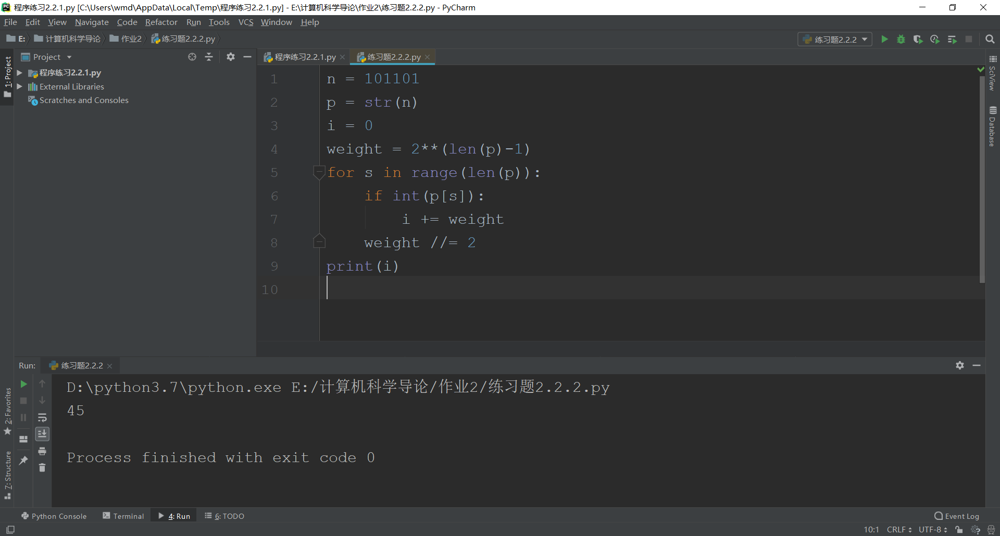 程序练习2.2.1.py [C:\Users\wmd\AppData\Local\Temp\程序练习2.2.1.py] - E:\计算机科学导论\作业2\练习题2.2.2.py - PyCharm
File Edit View Navigate Code Refactor Run Tools VCS Window Help
E: 计算机科学导论 作业2 练习题2.2.2.py
练习题2.2.2
1: Project
Project
程序练习2.2.1.py
External Libraries
Scratches and Consoles
程序练习2.2.1.py 练习题2.2.2.py
1 n = 101101
2 p = str(n)
3 i = 0
4 weight = 2**(len(p)-1)
5 for s in range(len(p)):
6 if int(p[s]):
7 i += weight
8 weight //= 2
9 print(i)
10
SciView
Database
Run: 练习题2.2.2
D:\python3.7\python.exe E:/计算机科学导论/作业2/练习题2.2.2.py
45
Process finished with exit code 0
2: Favorites
7: Structure
Python Console Terminal 4: Run 6: TODO Event Log
10:1 CRLF UTF-8